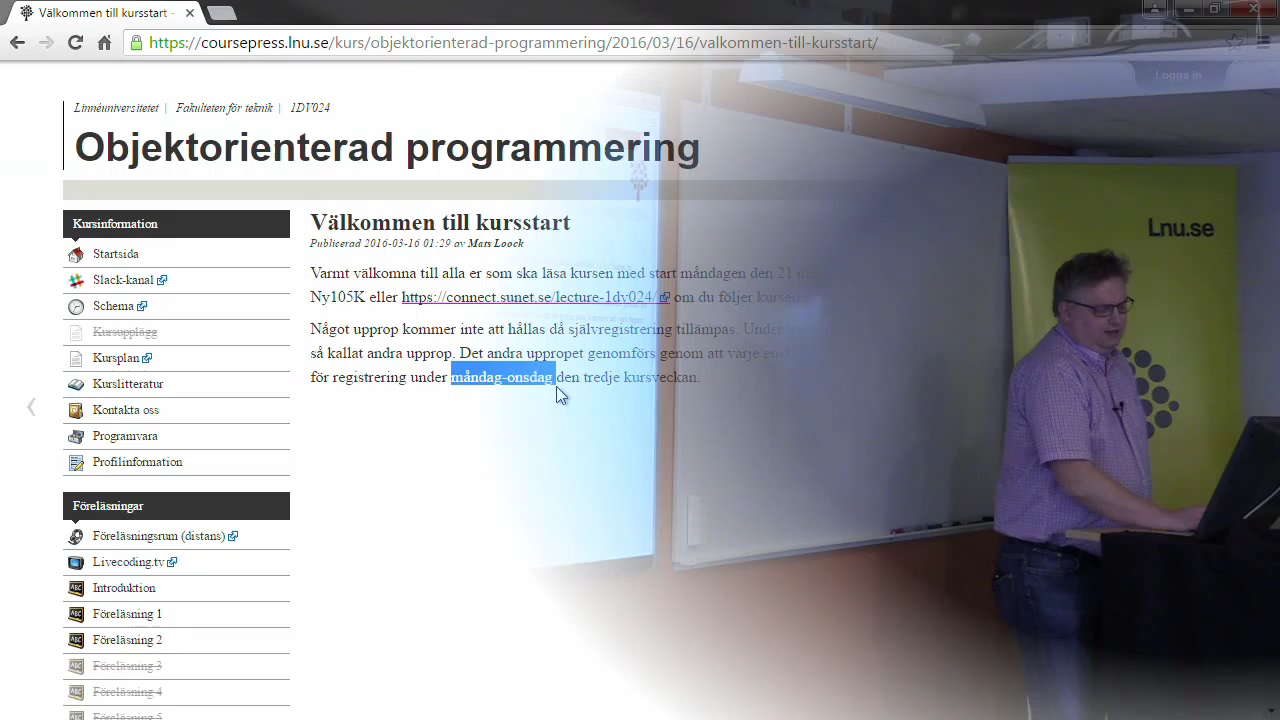 Välkommen till kursstart -
https://coursepress.lnu.se/kurs/objektorienterad-programmering/2016/03/16/valkommen-till-kursstart/
Logga in
Linnéuniversitetet | Fakulteten för teknik | 1DV024
Objektorienterad programmering
Kursinformation
Startsida
Slack-kanal
Schema
Kursupplägg
Kursplan
Kurslitteratur
Kontakta oss
Programvara
Profilinformation
Föreläsningar
Föreläsningsrum (distans)
Livecoding.tv
Introduktion
Föreläsning 1
Föreläsning 2
Föreläsning 3
Föreläsning 4
Föreläsning 5
Välkommen till kursstart
Publicerad 2016-03-16 01:29 av Mats Loock
Varmt välkomna till alla er som ska läsa kursen med start måndagen den 21
Ny105K eller https://connect.sunet.se/lecture-1dv024/ om du följer
Något upprop kommer inte att hållas då självregistrering tillämpas.
så kallat andra upprop. Det andra uppropet genomförs genom att varje
för registrering under måndag-onsdag den tredje kursveckan.
Lnu.se